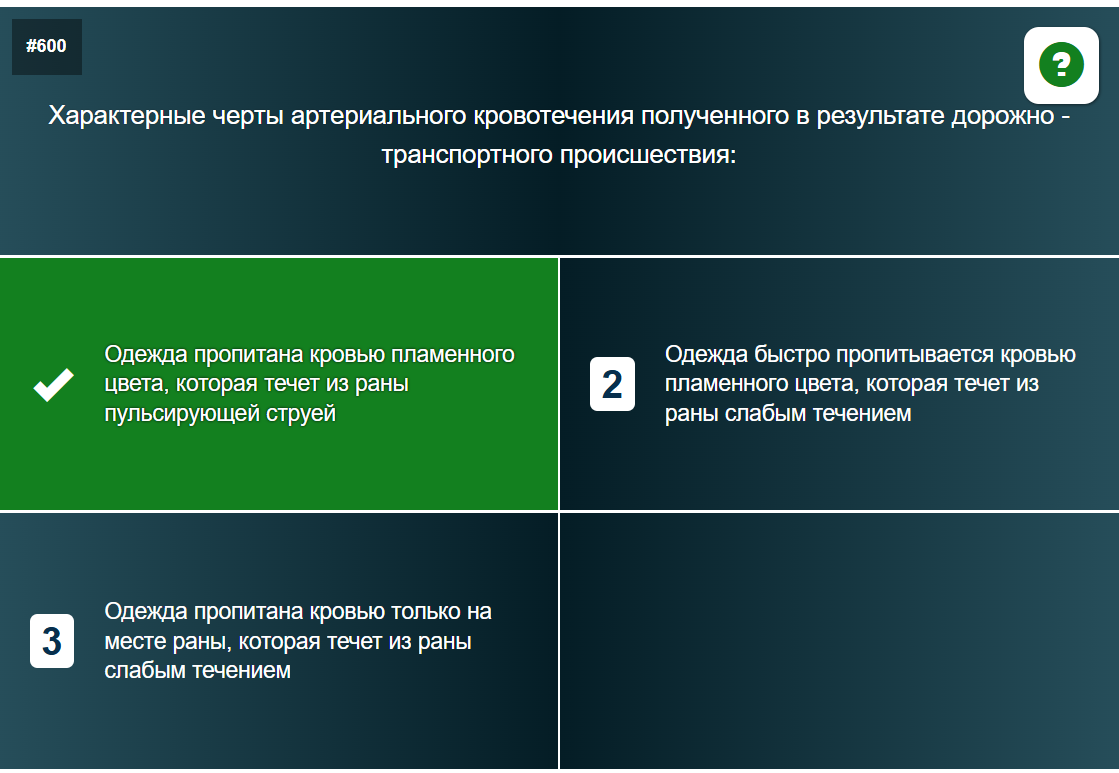 #600
?
Характерные черты артериального кровотечения полученного в результате дорожно -
транспортного происшествия:
Одежда пропитана кровью пламенного
цвета, которая течет из раны
пульсирующей струей
2
Одежда быстро пропитывается кровью
пламенного цвета, которая течет из
раны слабым течением
3
Одежда пропитана кровью только на
месте раны, которая течет из раны
слабым течением